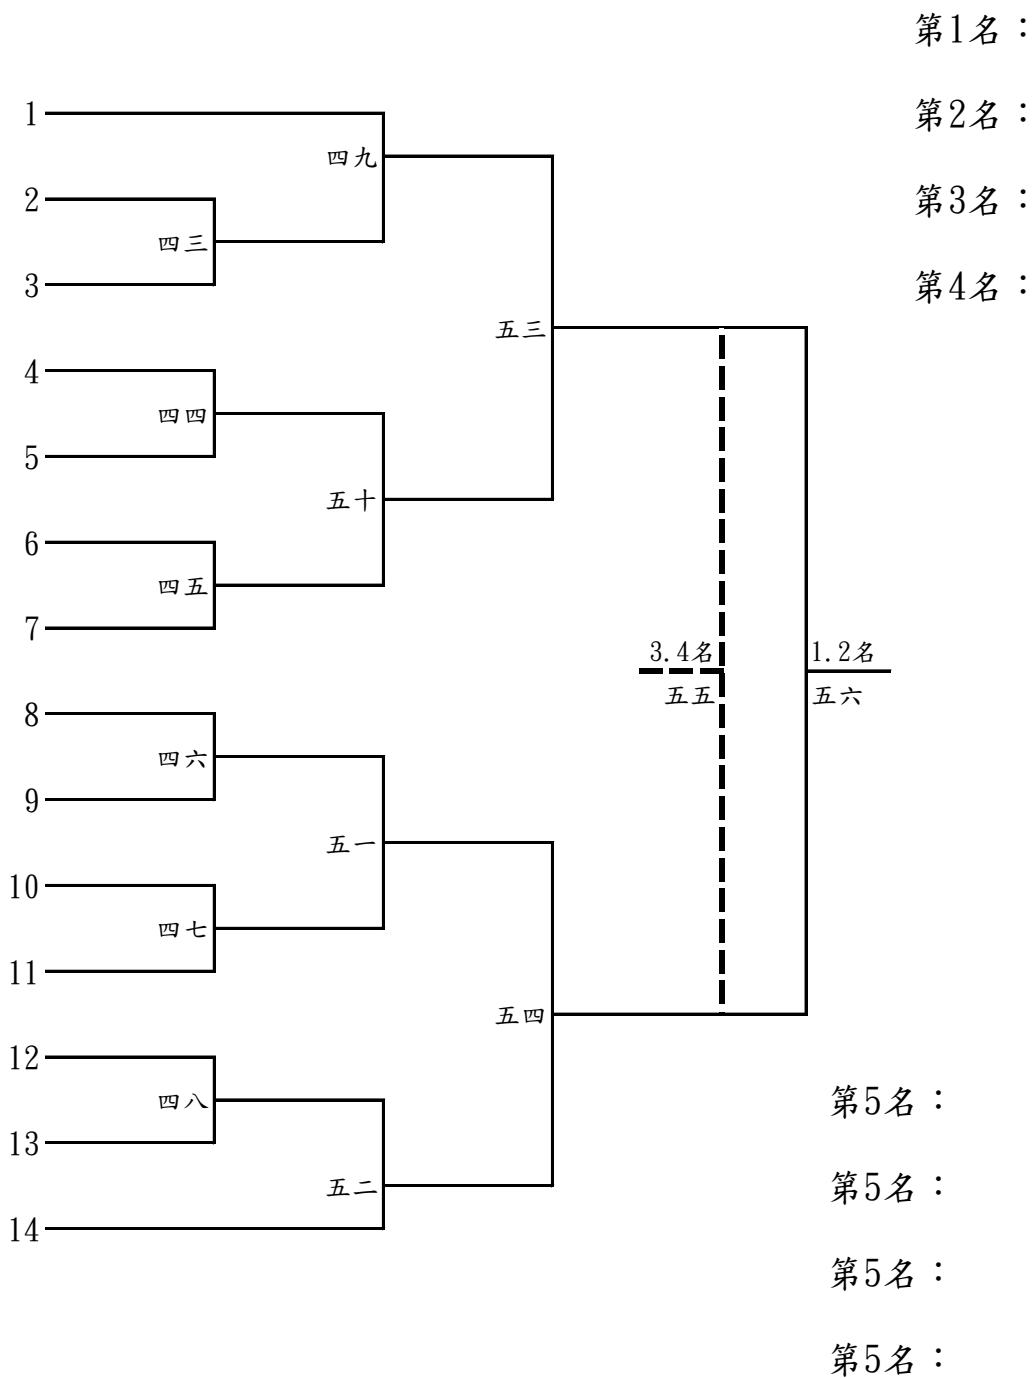 第1名：
1
第2名：
四九
2
第3名：
四三
3
第4名：
五三
4
四四
5
五十
6
四五
7
3.4名
1.2名
五五
五六
8
四六
9
五一
10
四七
11
五四
12
四八
第5名：
13
五二
第5名：
14
第5名：
第5名：